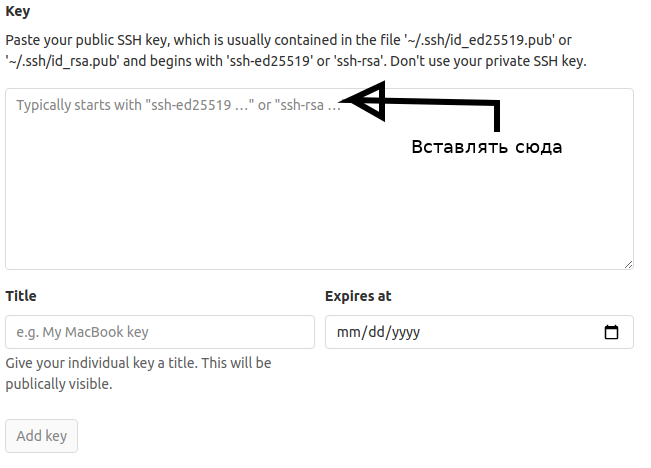 Key
Paste your public SSH key, which is usually contained in the file '~/.ssh/id_ed25519.pub' or
'~/.ssh/id_rsa.pub' and begins with 'ssh-ed25519' or 'ssh-rsa'. Don't use your private SSH key.
Typically starts with "ssh-ed25519 …" or "ssh-rsa …
Вставлять сюда
Title
Expires at
e.g. My MacBook key
mm/dd/yyyy
Give your individual key a title. This will be
publically visible.
Add key